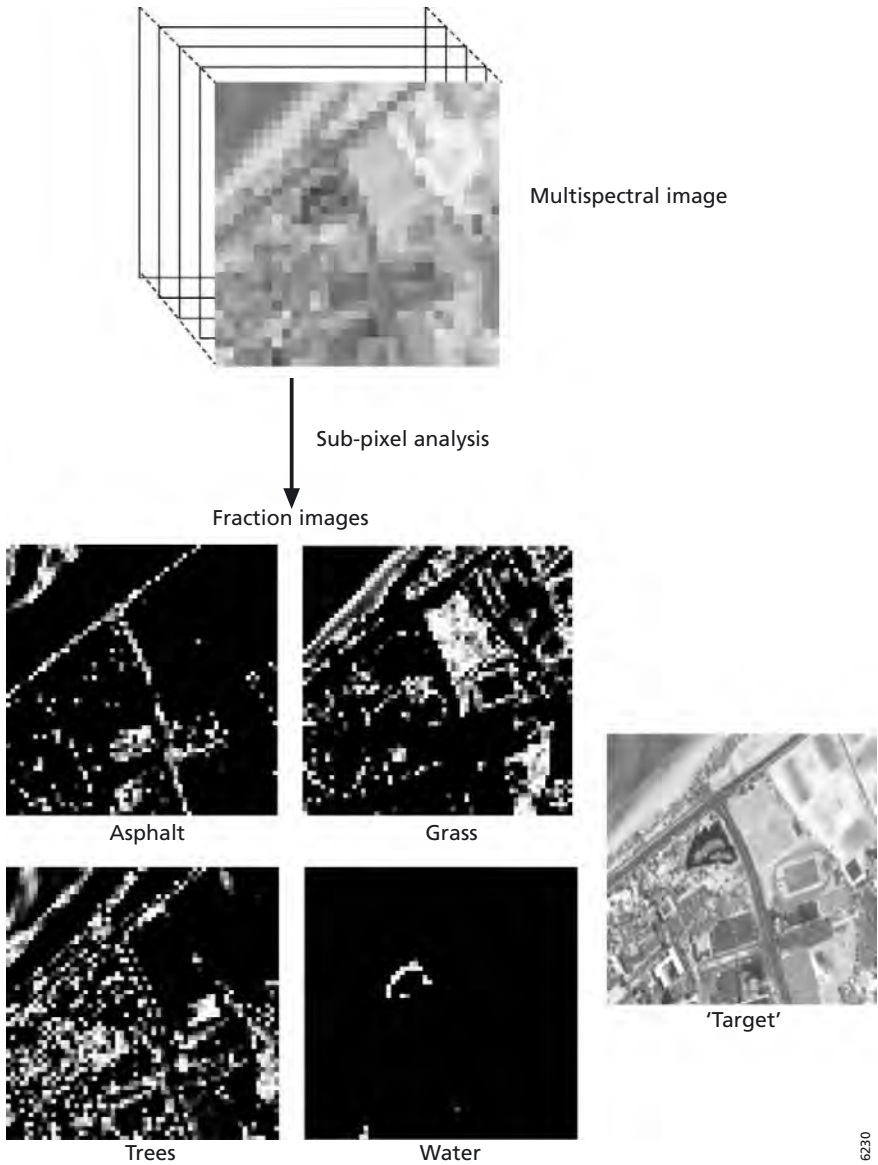 Multispectral image
Sub-pixel analysis
Fraction images
Asphalt
Grass
'Target'
Trees
Water
6230